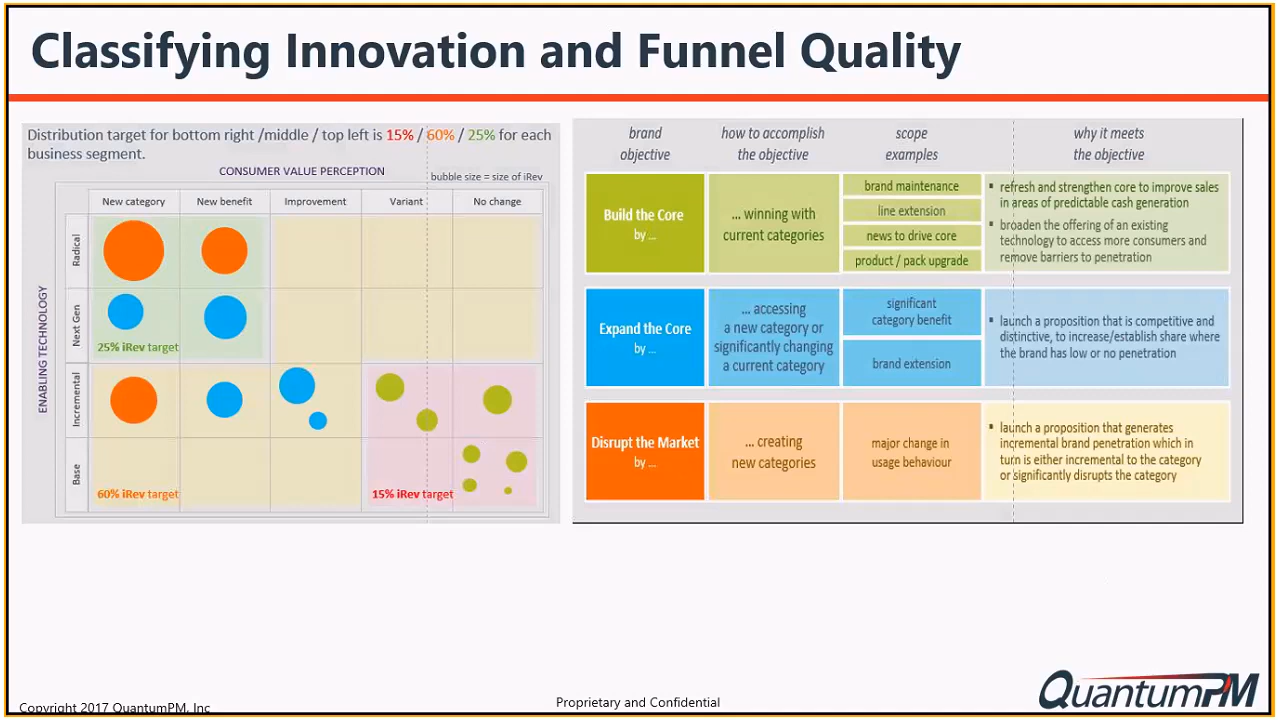 Classifying Innovation and Funnel Quality
Distribution target for bottom right /middle / top left is 15% / 60% / 25% for each
business segment.
CONSUMER VALUE PERCEPTION
bubble size = size of iRev
New category
New benefit
Improvement
Variant
No change
ENABLING TECHNOLOGY
Radical
Next Gen
25% iRev target
Incremental
Base
60% iRev target
15% iRev target
brand
objective
how to accomplish
the objective
scope
examples
why it meets
the objective
Build the Core
by ...
... winning with
current categories
brand maintenance
line extension
news to drive core
product / pack upgrade
▪ refresh and strengthen core to improve sales
in areas of predictable cash generation
▪ broaden the offering of an existing
technology to access more consumers and
remove barriers to penetration
Expand the Core
by ...
... accessing
a new category or
significantly changing
a current category
significant
category benefit
brand extension
▪ launch a proposition that is competitive and
distinctive, to increase/establish share where
the brand has low or no penetration
Disrupt the Market
by ...
... creating
new categories
major change in
usage behaviour
▪ launch a proposition that generates
incremental brand penetration which in
turn is either incremental to the category
or significantly disrupts the category
Copyright 2017 QuantumPM, Inc
Proprietary and Confidential
QuantumPM